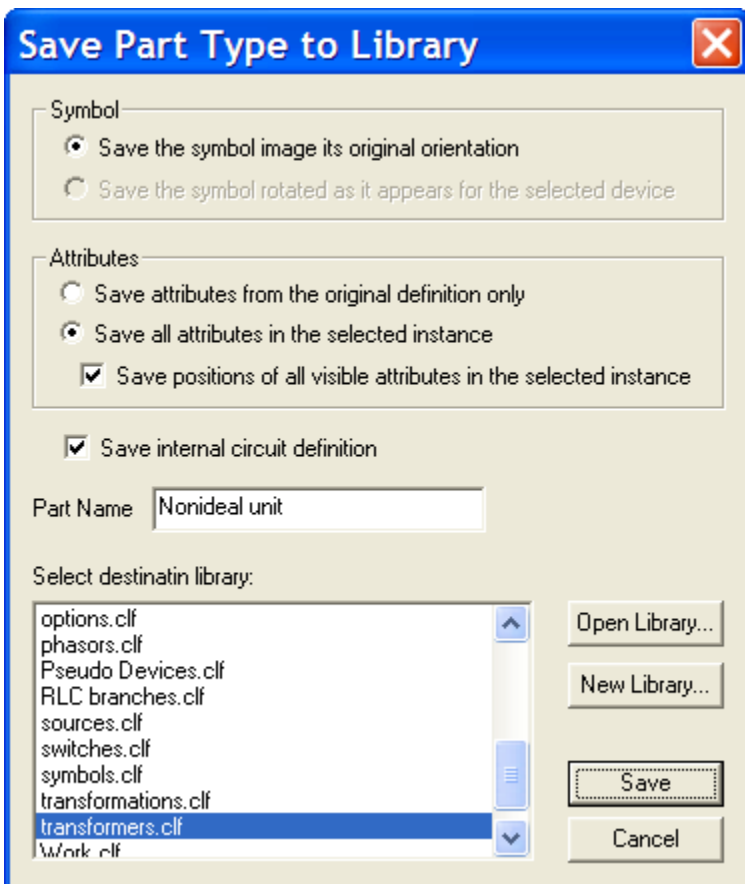 Save Part Type to Library
Symbol
Save the symbol image its original orientation
Save the symbol rotated as it appears for the selected device
Attributes
Save attributes from the original definition only
Save all attributes in the selected instance
Save positions of all visible attributes in the selected instance
Save internal circuit definition
Part Name Nonideal unit
Select destinatin library:
options.clf
phasors.clf
Pseudo Devices.clf
RLC branches.clf
sources.clf
switches.clf
symbols.clf
transformations.clf
transformers.clf
Work.clf
Open Library...
New Library...
Save
Cancel